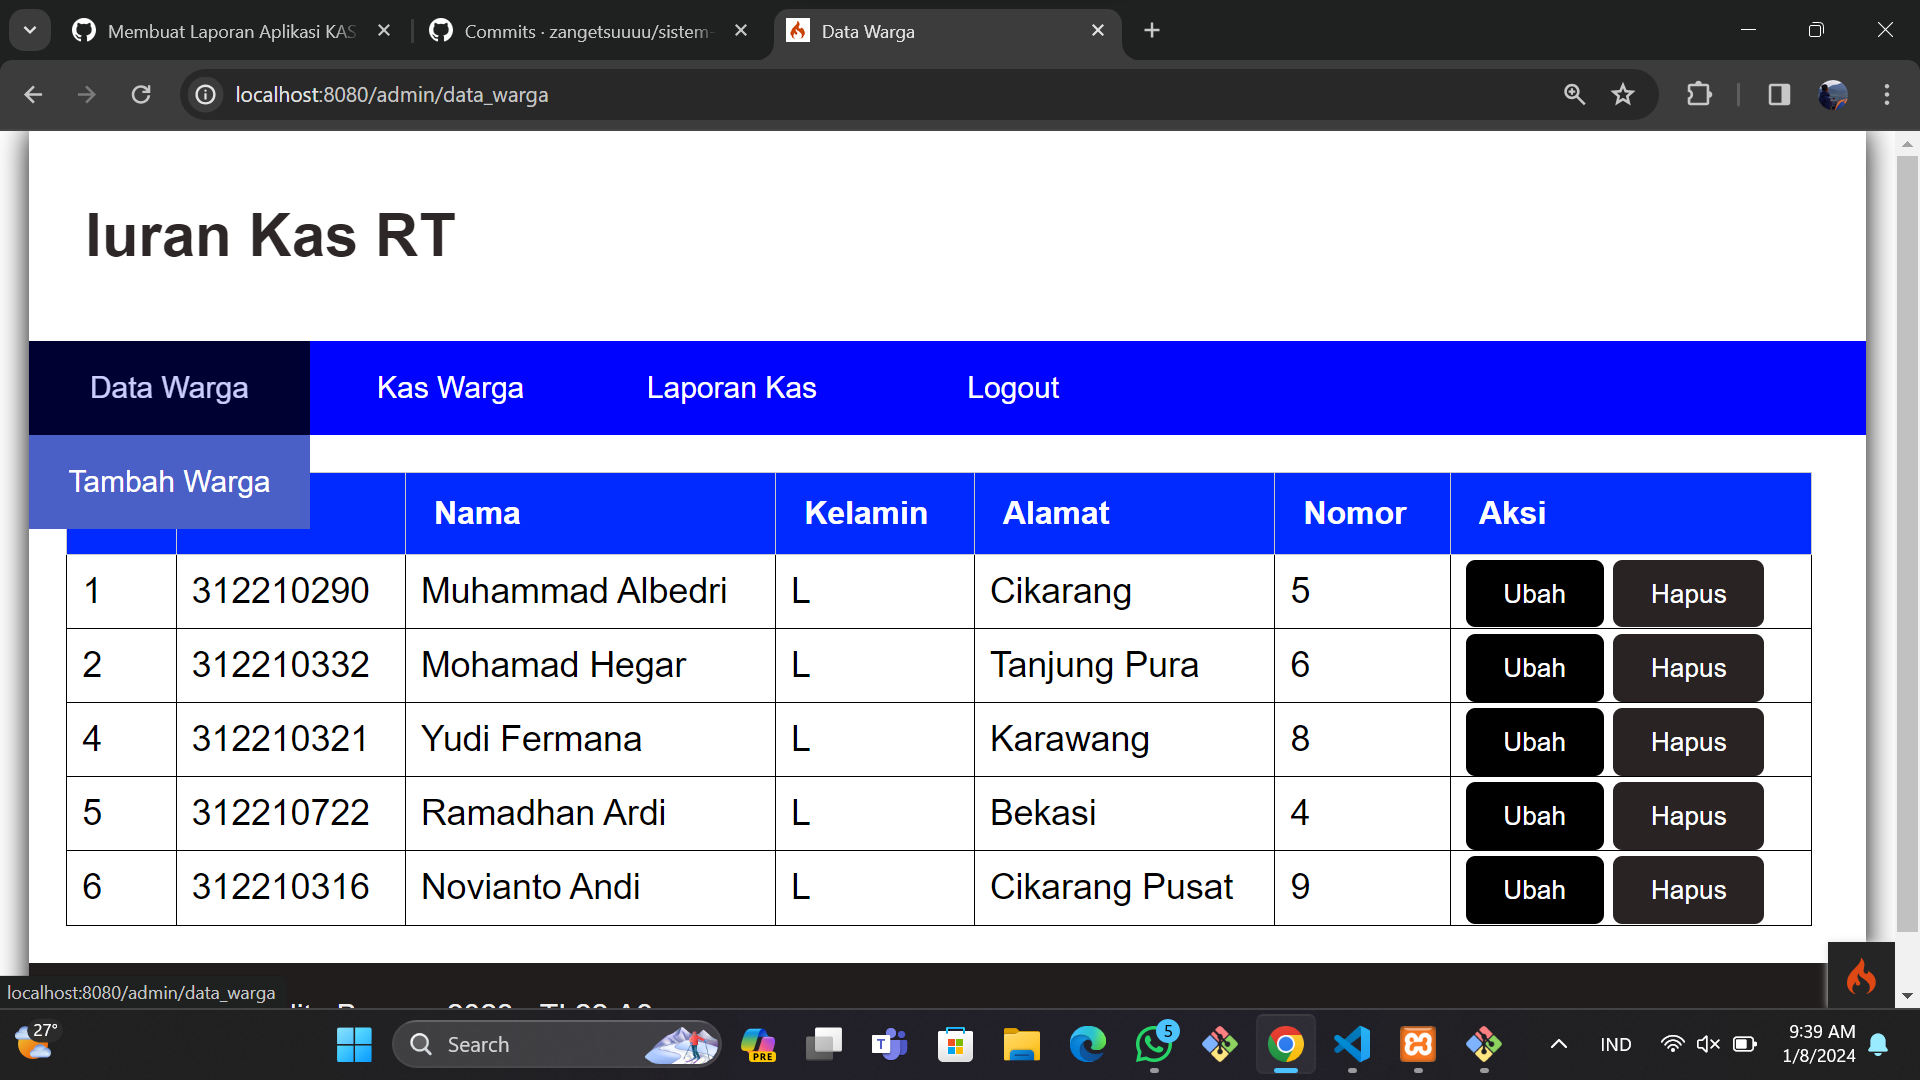 Membuat Laporan Aplikasi KAS
Commits · zangetsuuuu/sistem-
Data Warga
localhost:8080/admin/data_warga
Iuran Kas RT
Data Warga Kas Warga Laporan Kas Logout
Tambah Warga
Nama Kelamin Alamat Nomor Aksi
1 312210290 Muhammad Albedri L Cikarang 5 Ubah Hapus
2 312210332 Mohamad Hegar L Tanjung Pura 6 Ubah Hapus
4 312210321 Yudi Fermana L Karawang 8 Ubah Hapus
5 312210722 Ramadhan Ardi L Bekasi 4 Ubah Hapus
6 312210316 Novianto Andi L Cikarang Pusat 9 Ubah Hapus
localhost:8080/admin/data_warga
27°
Search
PRE
T
5
IND
9:39 AM
1/8/2024